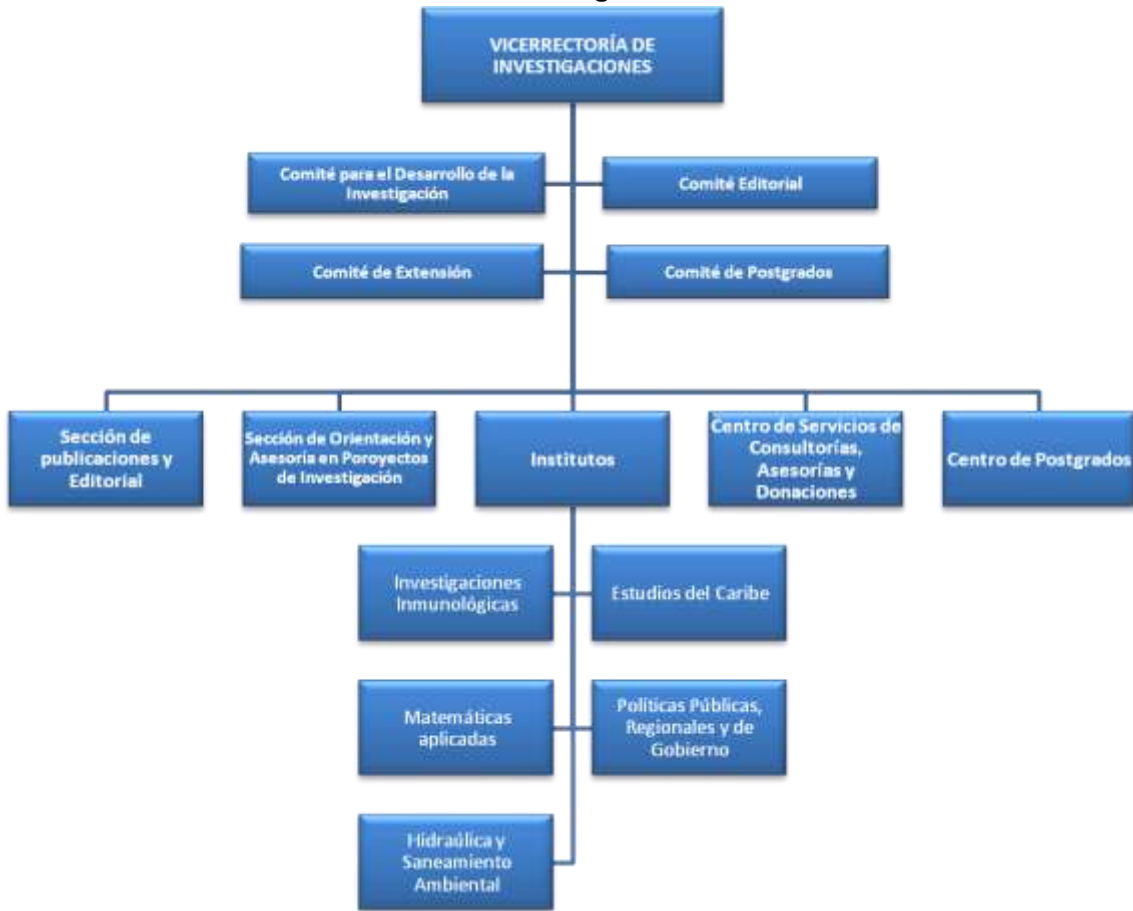 VICERRECTORÍA DE
INVESTIGACIONES
Comité para el Desarrollo de la
Investigación
Comité Editorial
Comité de Extensión
Comité de Postgrados
Sección de
publicaciones y
Editorial
Sección de Orientación y
Asesoría en Poroyectos
de Investigación
Institutos
Centro de Servicios de
Consultorías,
Asesorías y
Donaciones
Centro de Postgrados
Investigaciones
Inmunológicas
Estudios del Caribe
Matemáticas
aplicadas
Políticas Públicas,
Regionales y de
Gobierno
Hidraúlica y
Saneamiento
Ambiental